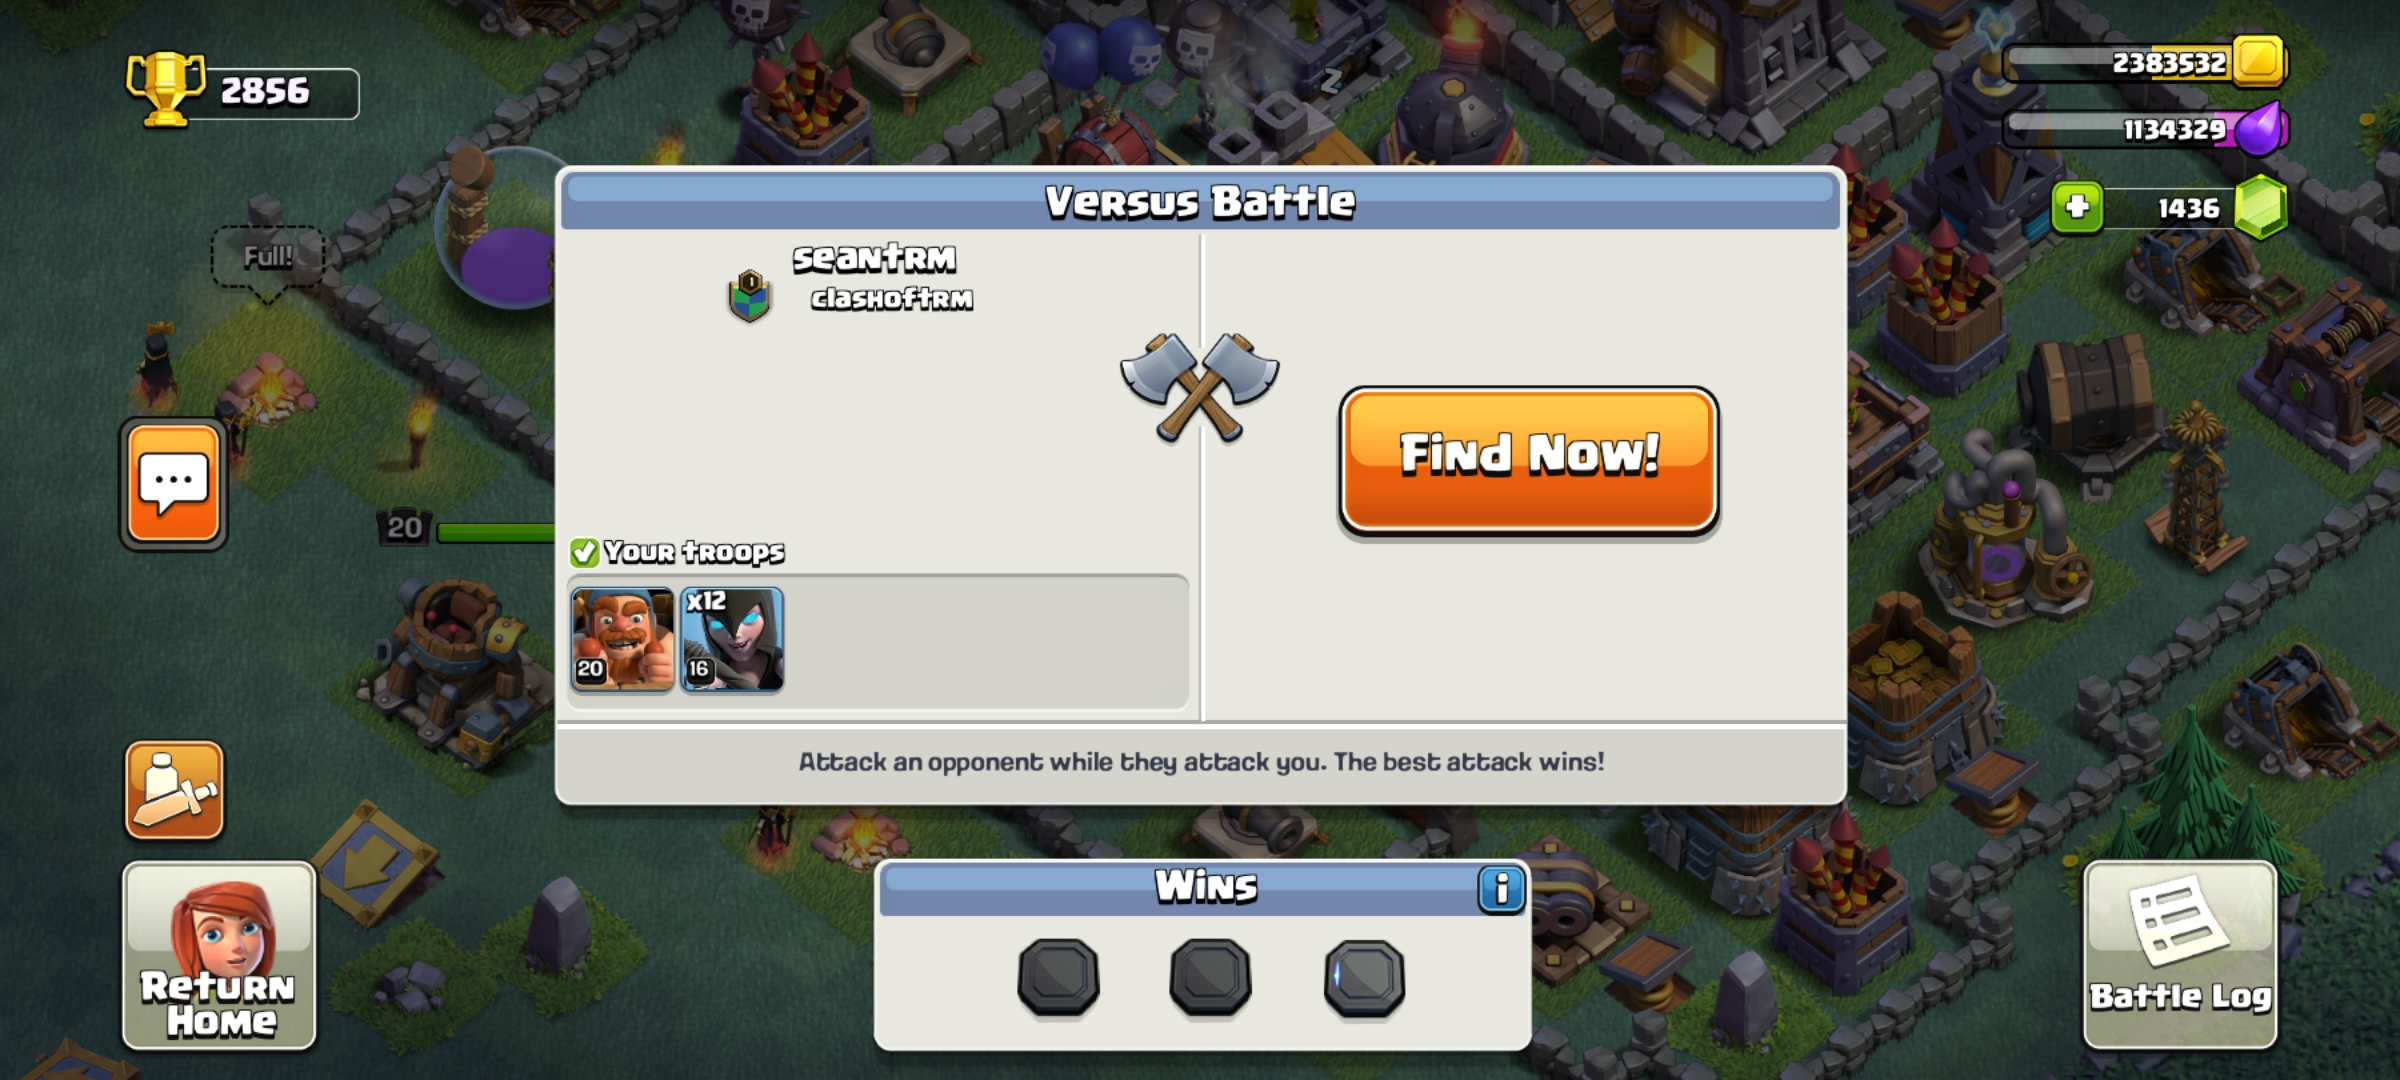 2856
2383532
1134329
1436
Full!
Z
20
Versus Battle
seantrm
1
clashoftrm
Find Now!
Your troops
20
x12
16
Attack an opponent while they attack you. The best attack wins!
Wins
i
Return
Home
Battle Log